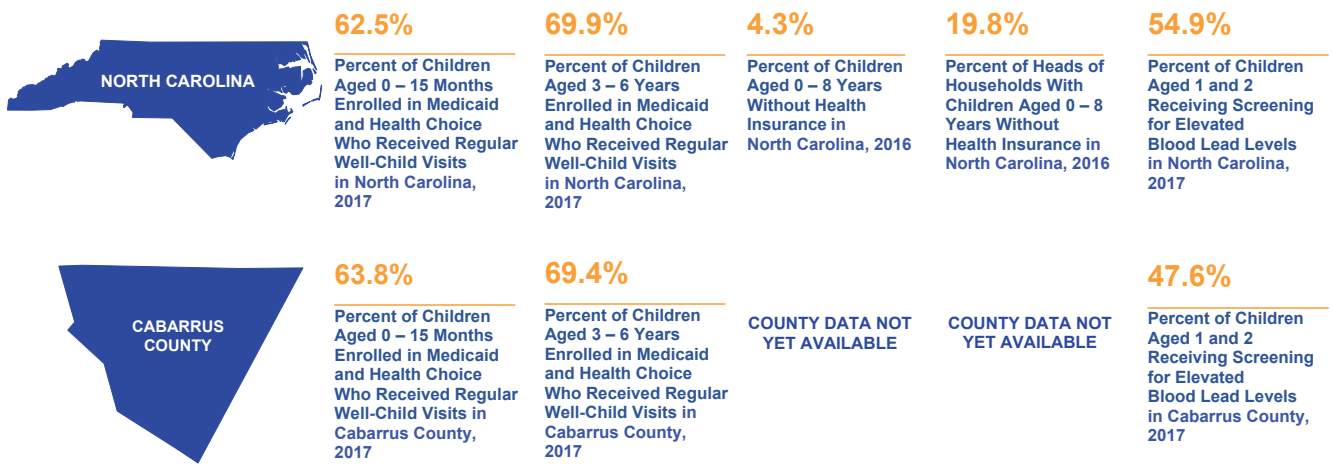 NORTH CAROLINA
62.5%
Percent of Children
Aged 0 – 15 Months
Enrolled in Medicaid
and Health Choice
Who Received Regular
Well-Child Visits
in North Carolina,
2017
69.9%
Percent of Children
Aged 3 – 6 Years
Enrolled in Medicaid
and Health Choice
Who Received Regular
Well-Child Visits
in North Carolina,
2017
4.3%
Percent of Children
Aged 0 – 8 Years
Without Health
Insurance in
North Carolina, 2016
19.8%
Percent of Heads of
Households With
Children Aged 0 – 8
Years Without
Health Insurance in
North Carolina, 2016
54.9%
Percent of Children
Aged 1 and 2
Receiving Screening
for Elevated
Blood Lead Levels
in North Carolina,
2017
CABARRUS
COUNTY
63.8%
Percent of Children
Aged 0 – 15 Months
Enrolled in Medicaid
and Health Choice
Who Received Regular
Well-Child Visits in
Cabarrus County,
2017
69.4%
Percent of Children
Aged 3 – 6 Years
Enrolled in Medicaid
and Health Choice
Who Received Regular
Well-Child Visits in
Cabarrus County,
2017
COUNTY DATA NOT
YET AVAILABLE
COUNTY DATA NOT
YET AVAILABLE
47.6%
Percent of Children
Aged 1 and 2
Receiving Screening
for Elevated
Blood Lead Levels
in Cabarrus County,
2017